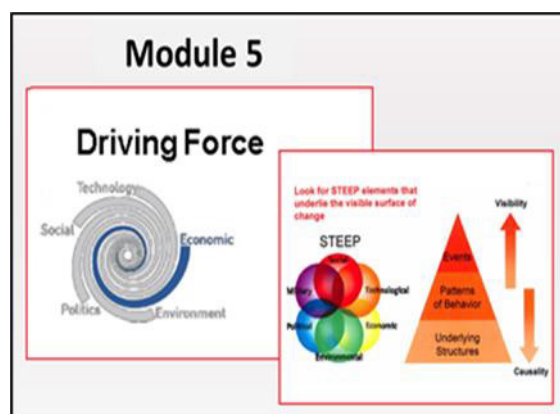 Module 5
Driving Force
Technology
Social
Economic
Politics
Environment
Look for STEEP elements that
underlie the visible surface of
change
STEEP
Social
Military
Technological
Political
Economic
Environmental
Visibility
Events
Patterns
of Behavior
Underlying
Structures
Causality